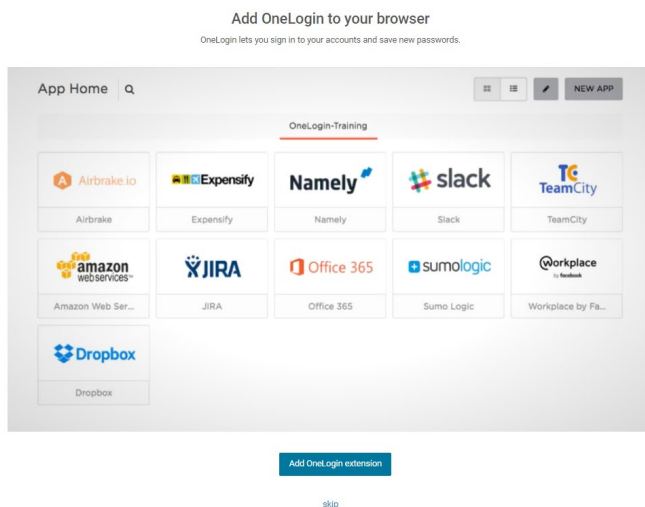 Add OneLogin to your browser
OneLogin lets you sign in to your accounts and save new passwords.
App Home
NEW APP
OneLogin-Training
Airbrake.io
Expensify
Namely
slack
TC
TeamCity
Airbrake
Expensify
Namely
Slack
TeamCity
amazon
webservices™
JIRA
Office 365
sumologic
Workplace
by facebook
Amazon Web Ser...
JIRA
Office 365
Sumo Logic
Workplace by Fa...
Dropbox
Dropbox
Add OneLogin extension
skip